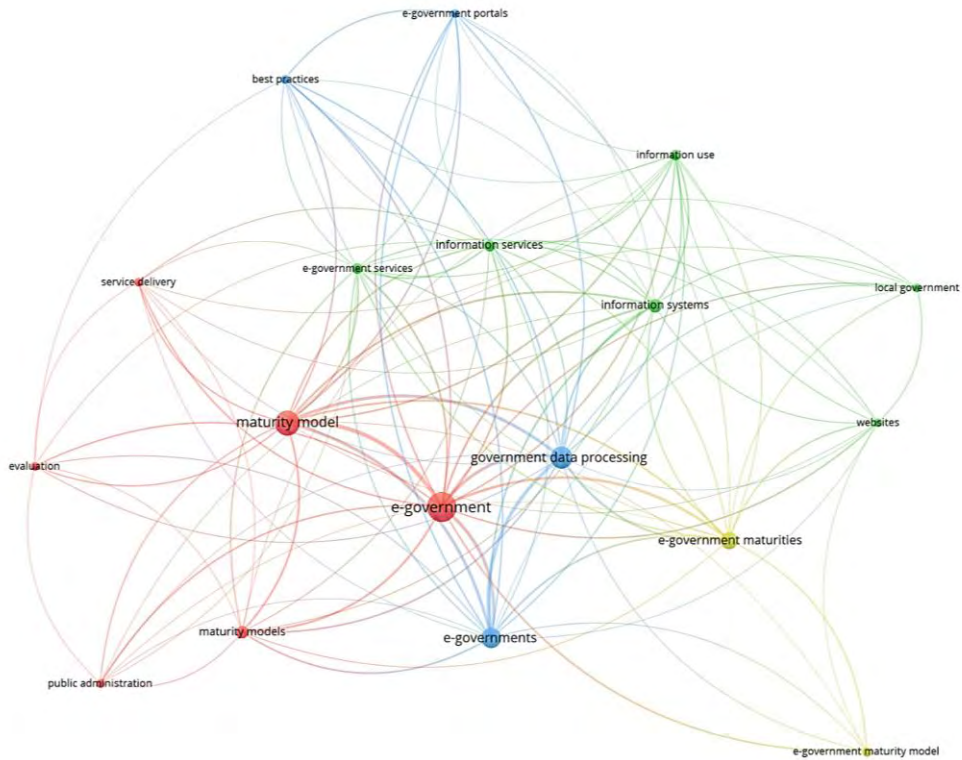 e-government portals
best practices
information use
information services
e-government services
service delivery
local government
information systems
maturity model
websites
government data processing
evaluation
e-government
e-government maturities
maturity models
e-governments
public administration
e-government maturity model